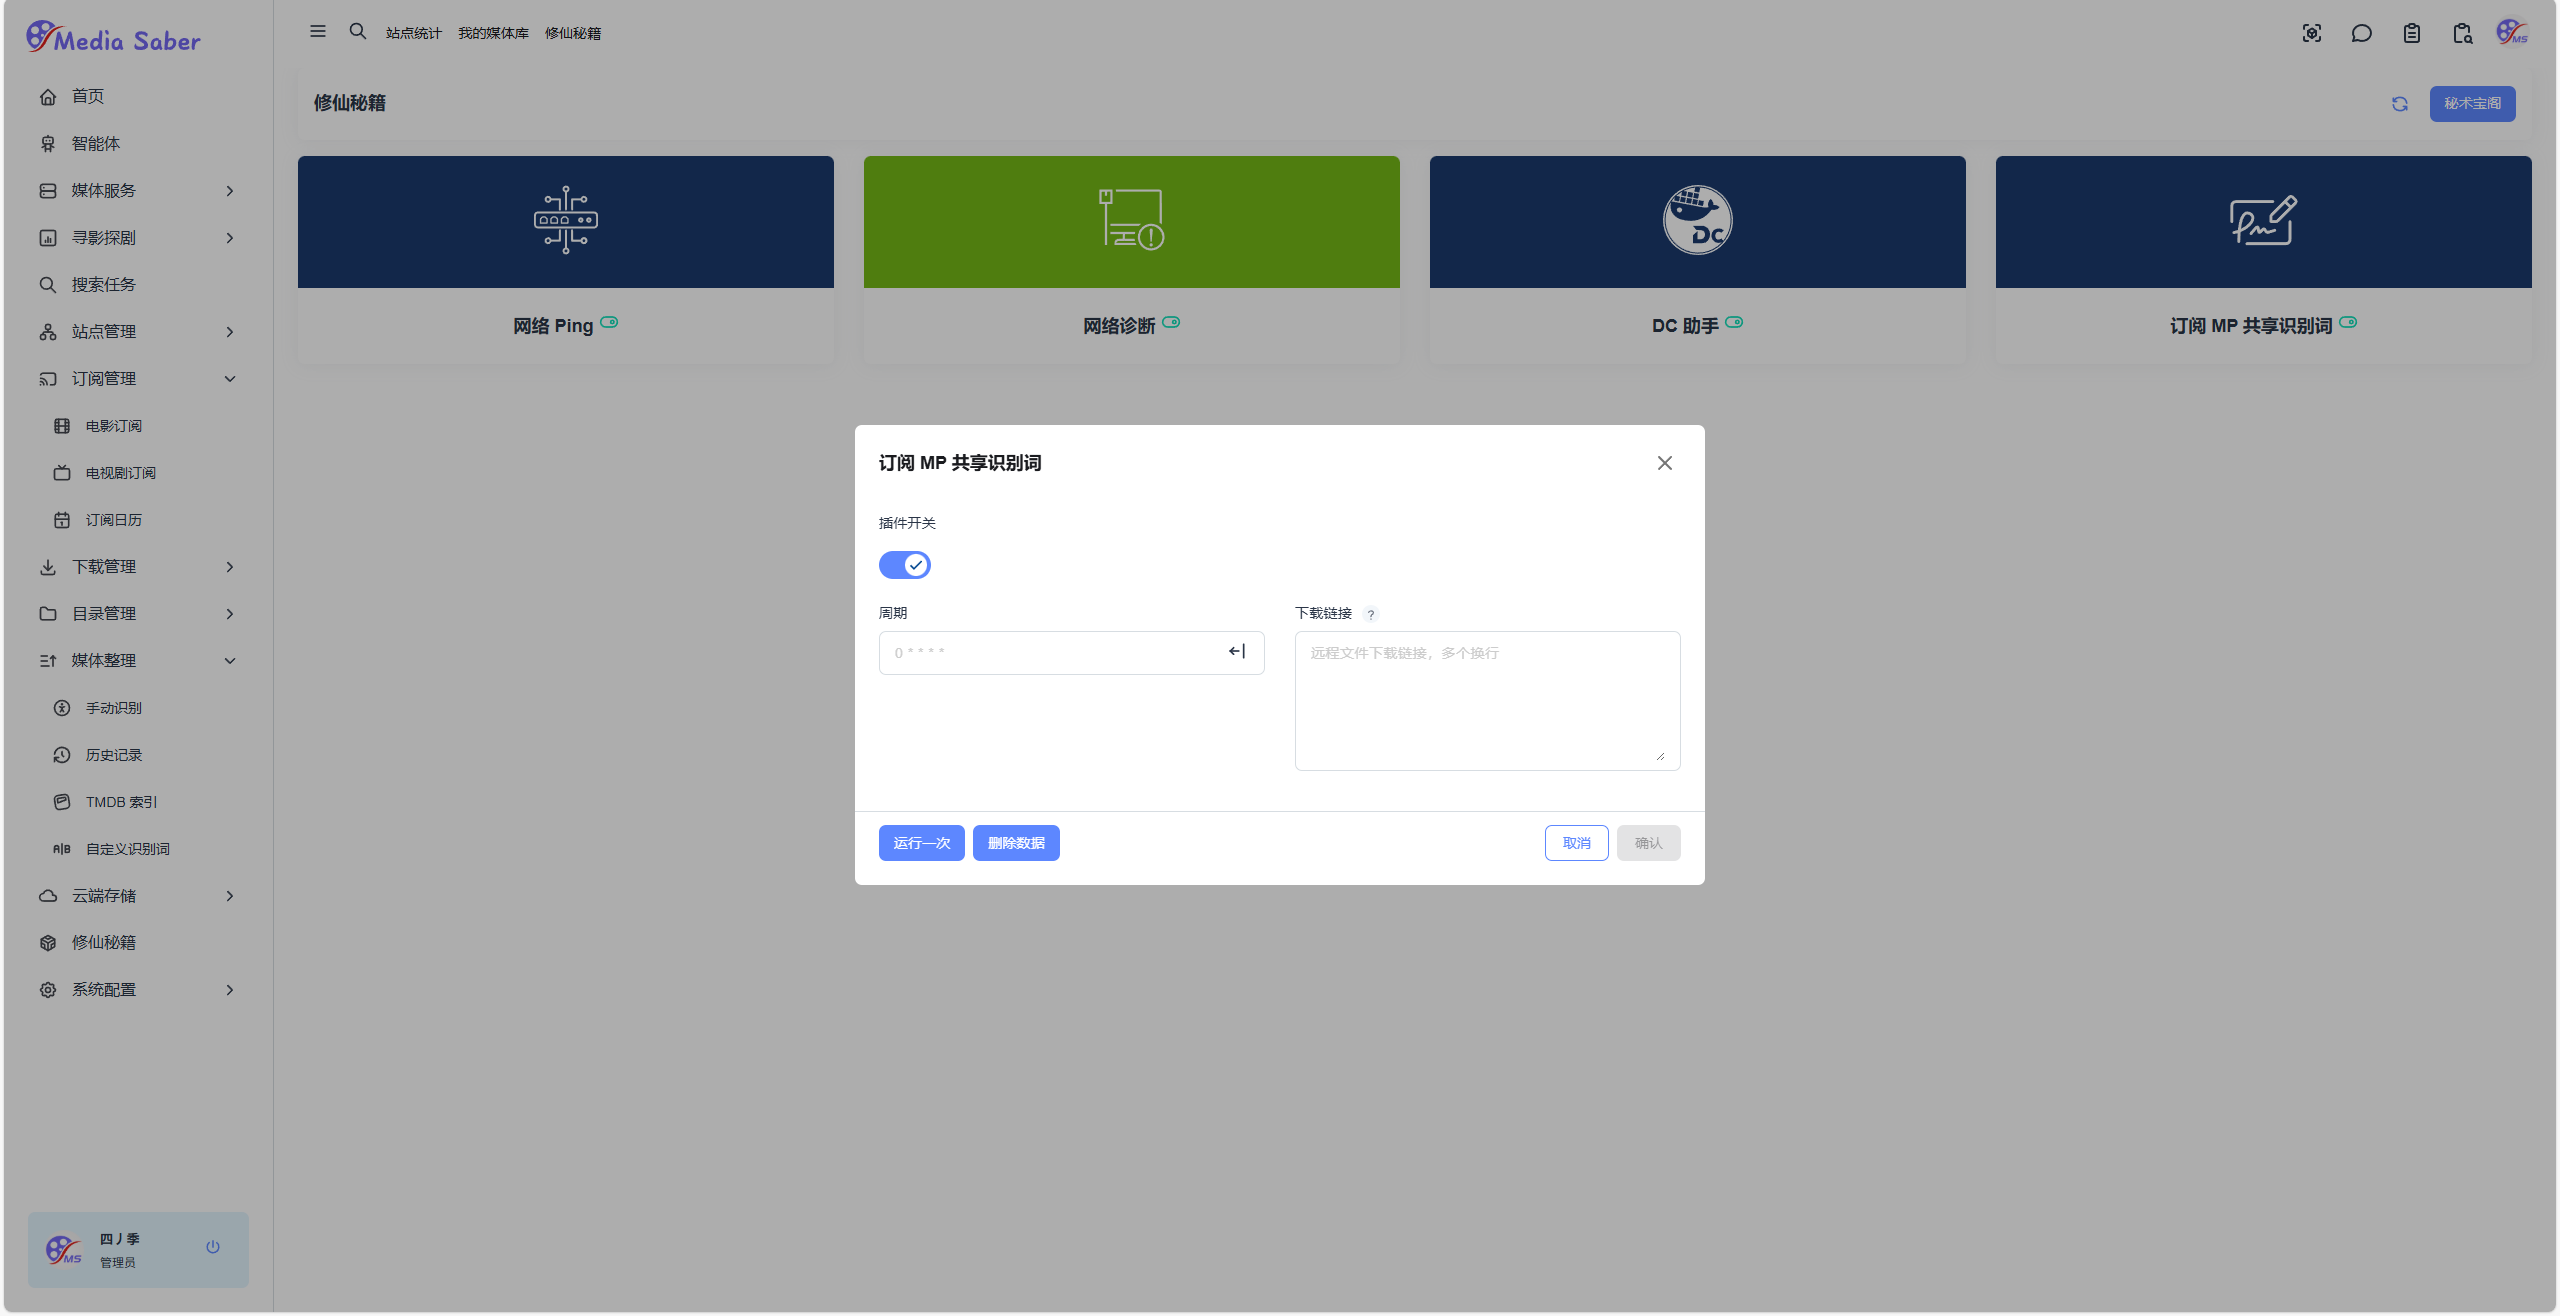 Media Saber
站点统计 我的媒体库 修仙秘籍
首页
智能体
媒体服务
寻影探剧
搜索任务
站点管理
订阅管理
电影订阅
电视剧订阅
订阅日历
下载管理
目录管理
媒体整理
手动识别
历史记录
TMDB 索引
A|B 自定义识别词
云端存储
修仙秘籍
系统配置
MS
四丿季
管理员
MS
修仙秘籍
秘术宝阁
DC
网络 Ping
网络诊断
DC 助手
订阅 MP 共享识别词
订阅 MP 共享识别词
插件开关
周期
0 * * * *
下载链接 ?
远程文件下载链接，多个换行
运行一次 删除数据
取消 确认